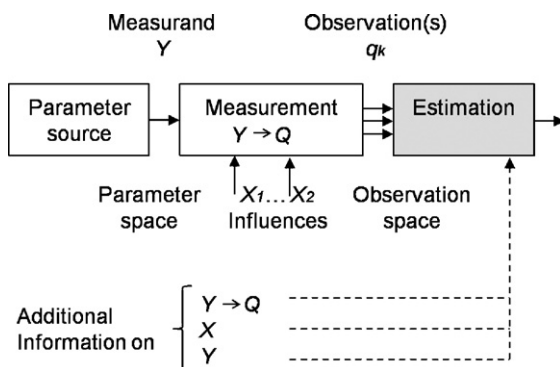 Measurand
Y
Observation(s)
qk
Parameter
source
Measurement
Y → Q
Estimation
Parameter
space
X1... X2
Influences
Observation
space
Additional
Information on
Y → Q
X
Y